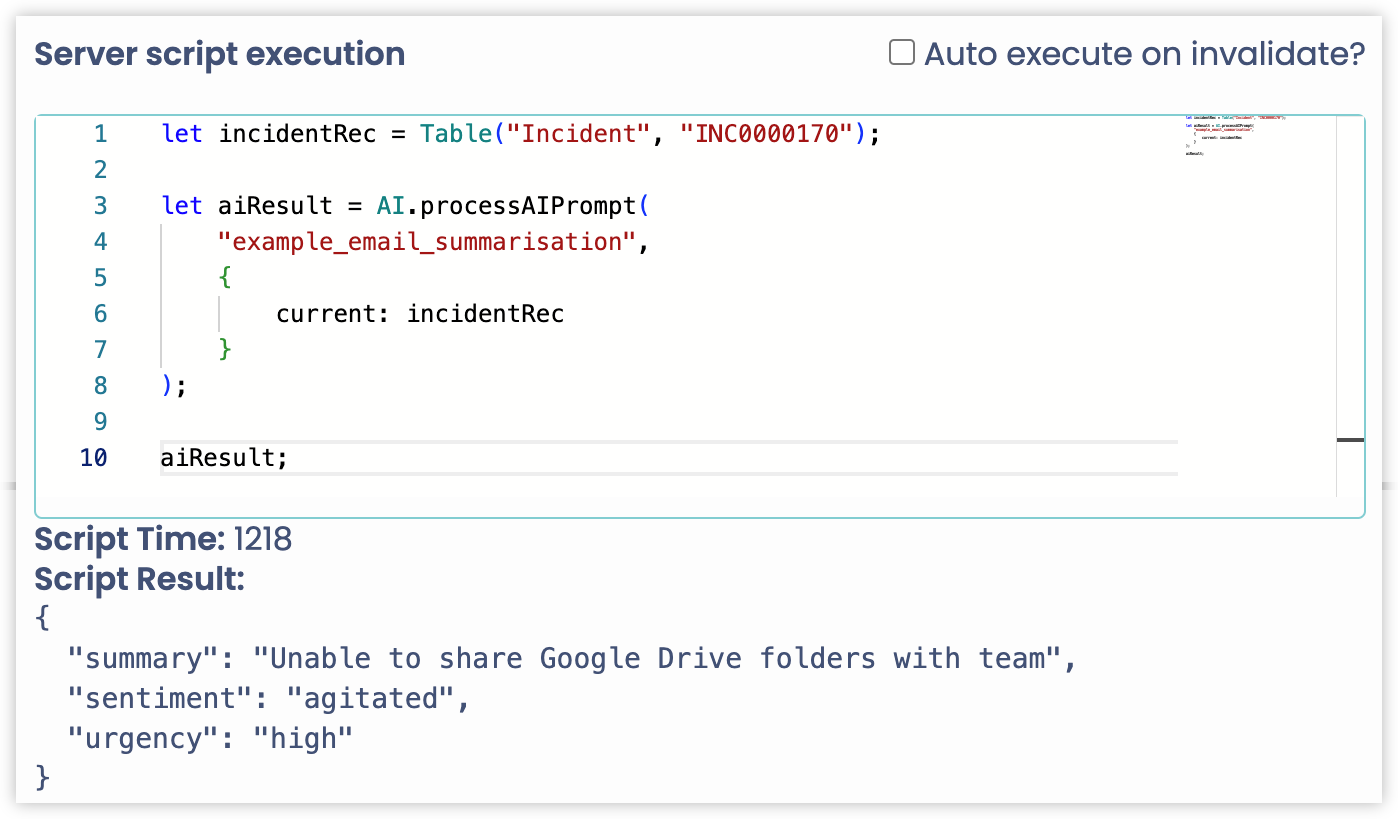 Server script execution
Auto execute on invalidate?
1 let incidentRec = Table("Incident", "INC0000170");
2
3 let aiResult = AI.processAIPrompt(
4 "example_email_summarisation",
5 {
6 current: incidentRec
7 }
8 );
9
10 aiResult;
Script Time: 1218
Script Result:
{
"summary": "Unable to share Google Drive folders with team",
"sentiment": "agitated",
"urgency": "high"
}